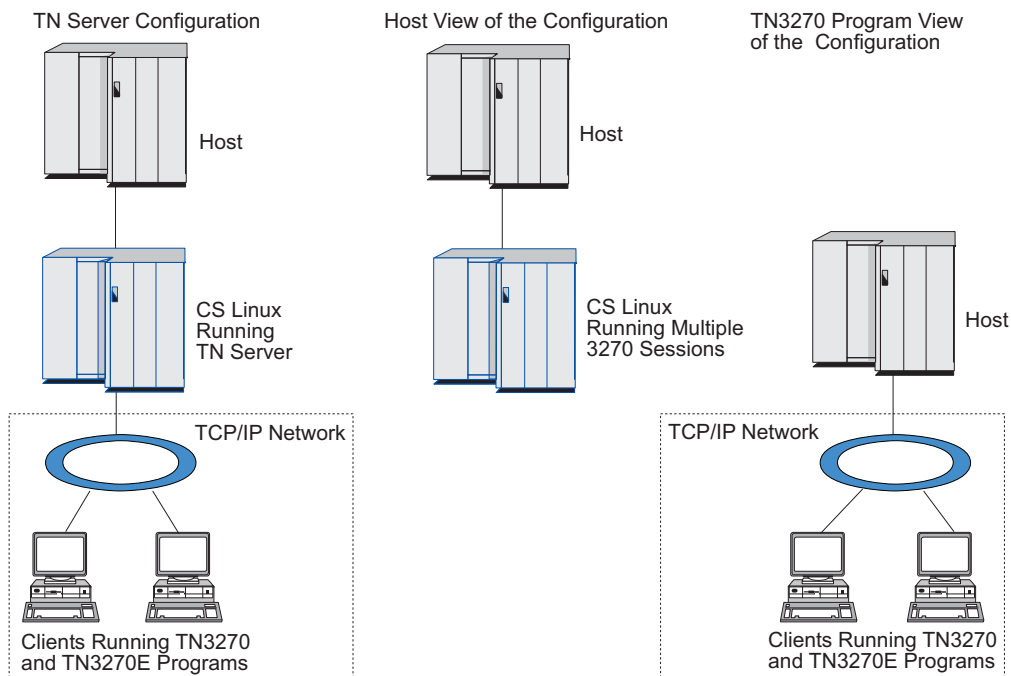 TN Server Configuration
Host View of the Configuration
TN3270 Program View
of the Configuration
Host
Host
CS Linux
Running
TN Server
CS Linux
Running Multiple
3270 Sessions
Host
TCP/IP Network
TCP/IP Network
Clients Running TN3270
and TN3270E Programs
Clients Running TN3270
and TN3270E Programs